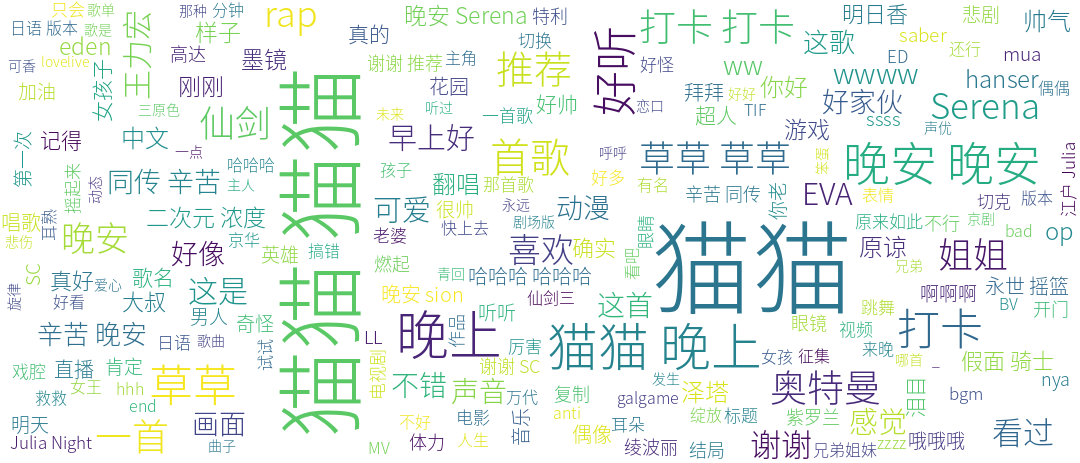 只会 歌单 那种 分钟 rap 晚安 Serena 特利 打卡 打卡 明日香 悲剧 帅气
日语 版本 歌是 样子 真的 切换 这歌 saber
eden 王力宏 高达 墨镜 谢谢 推荐 主角 好听 ww ED 还行 mua
可香 lovelive 女孩子 刚刚 推荐 好怪 拜拜 你好 wwww hanser 偶偶
加油 三原色 花园 恋口 好好 好家伙 Serena
仙剑 猫猫 猫猫 听过 未来 一首歌 好帅 超人 TIF ssss 声优
第一次 记得 中文 早上好 首歌 呼呼 游戏 笨蛋 晚安 晚安
一点 哈哈哈 孩子 翻唱 那首歌 好多 草草 草草 江户 Julia
摇起来 动态 同传 辛苦 主人 可爱 永远 有名 辛苦 同传 你老 EVA 表情 切克 版本
唱歌 耳熟 二次元 浓度 很帅 动漫 剧场版 眼睛 原来如此 不行 京剧
悲伤 晚安 京华 搞错 老婆 快上去 猫猫 bad op
好像 英雄 喜欢 确实 看吧 原谅 兄弟 姐姐
SC 真好 爱心 歌名 燃起 青回 哈哈哈 哈哈哈 永世 摇篮
旋律 好看 大叔 这是 晚安 sion 仙剑三 这首 跳舞 啊啊啊 BV 开门
男人 奇怪 听听 眼镜
辛苦 晚安 日语 歌曲 试试 LL 晚上 作品 厉害 猫猫 晚上 视频 打卡
来晚 哪首 假面 骑士
戏腔 直播 肯定 电视剧 谢谢 SC 女孩 征集 _
女王 hhh 草草 不错 声音 万代 复制 发生 泽塔 奥特曼 nya
救救 end galgame 泪目 bgm
明天 画面 不好 电影 音乐 anti 耳朵 绽放 标题 紫罗兰 感觉
Julia Night 一首 曲子 MV 体力 人生 偶像 绫波丽 结局 谢谢 兄弟姐妹 zzzz 哦哦哦 看过